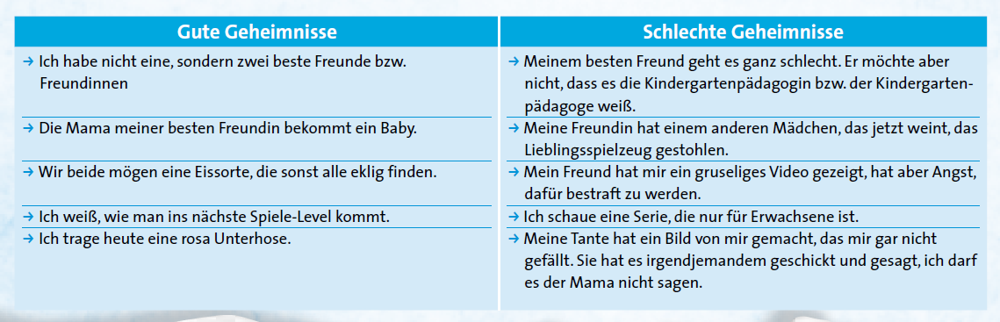 Gute Geheimnisse
Schlechte Geheimnisse
→ Ich habe nicht eine, sondern zwei beste Freunde bzw.
Freundinnen
→ Meinem besten Freund geht es ganz schlecht. Er möchte aber
nicht, dass es die Kindergartenpädagogin bzw. der Kindergarten-
pädagoge weiß.
→ Die Mama meiner besten Freundin bekommt ein Baby.
→ Meine Freundin hat einem anderen Mädchen, das jetzt weint, das
Lieblingsspielzeug gestohlen.
→ Wir beide mögen eine Eissorte, die sonst alle eklig finden.
→ Mein Freund hat mir ein gruseliges Video gezeigt, hat aber Angst,
dafür bestraft zu werden.
→ Ich weiß, wie man ins nächste Spiele-Level kommt.
→ Ich schaue eine Serie, die nur für Erwachsene ist.
→ Ich trage heute eine rosa Unterhose.
→ Meine Tante hat ein Bild von mir gemacht, das mir gar nicht
gefällt. Sie hat es irgendjemandem geschickt und gesagt, ich darf
es der Mama nicht sagen.